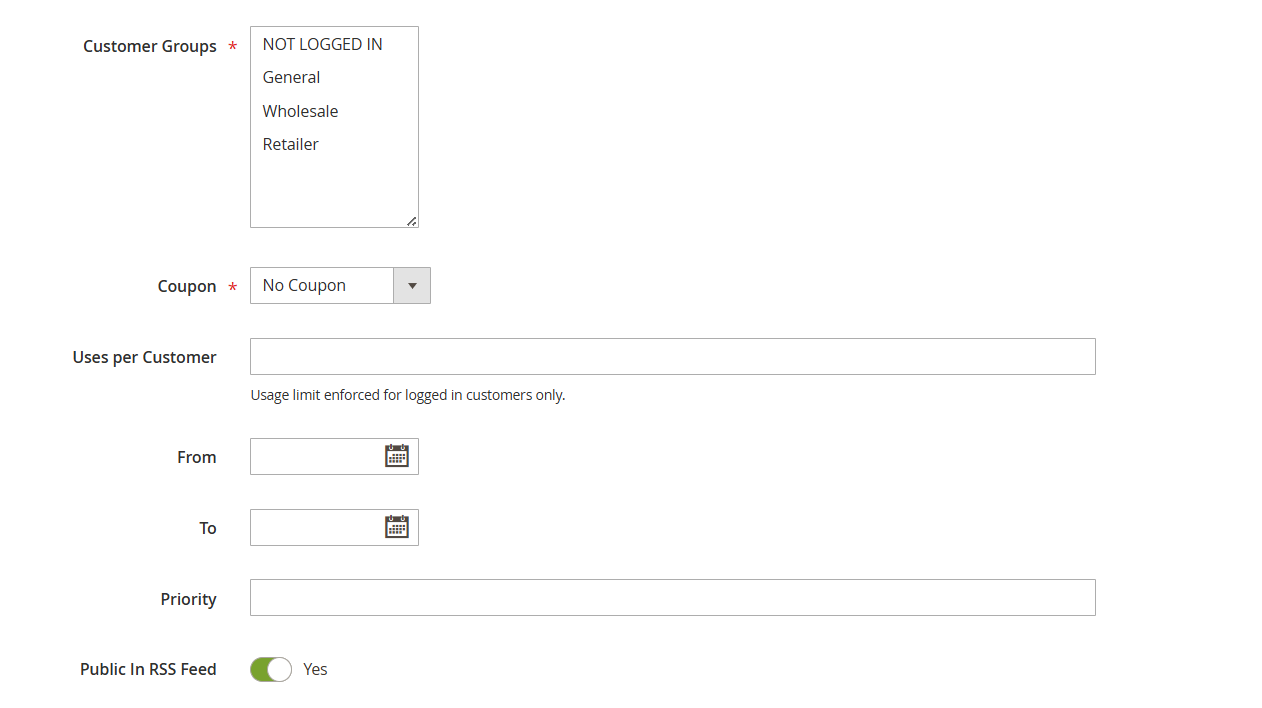 Customer Groups *
NOT LOGGED IN
General
Wholesale
Retailer
Coupon * No Coupon
Uses per Customer
Usage limit enforced for logged in customers only.
From
To
Priority
Public In RSS Feed Yes